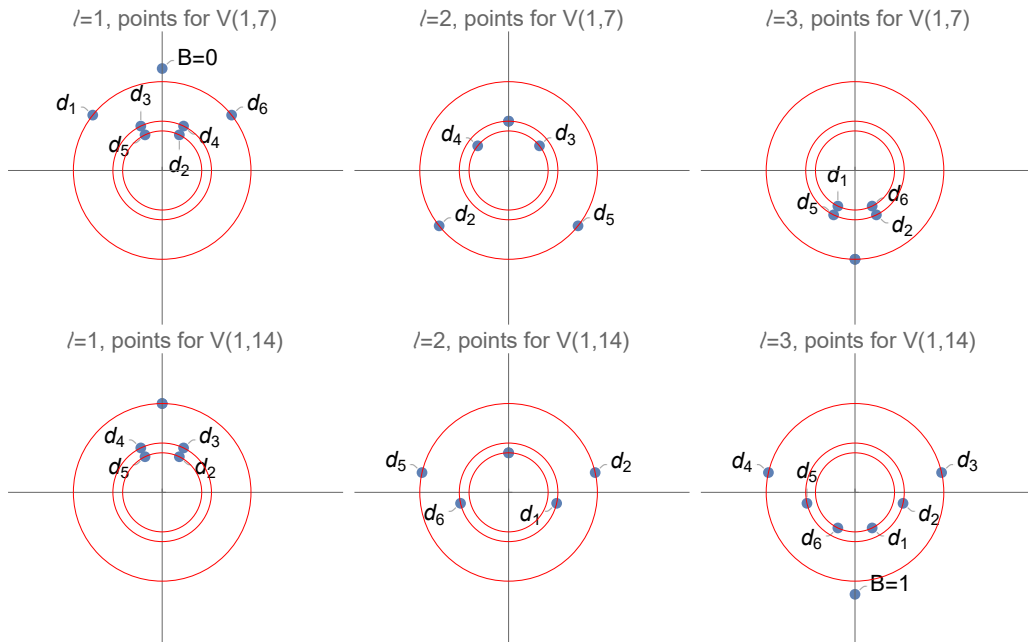 ℓ=1, points for V(1,7)
B=0
d₁
d₃
d₆
d₅
d₄
d₂
ℓ=2, points for V(1,7)
d₄
d₃
d₂
d₅
ℓ=3, points for V(1,7)
d₁
d₆
d₅
d₂
ℓ=1, points for V(1,14)
d₄
d₃
d₅
d₂
ℓ=2, points for V(1,14)
d₅
d₂
d₆
d₁
ℓ=3, points for V(1,14)
d₄
d₅
d₃
d₂
d₆
d₁
B=1